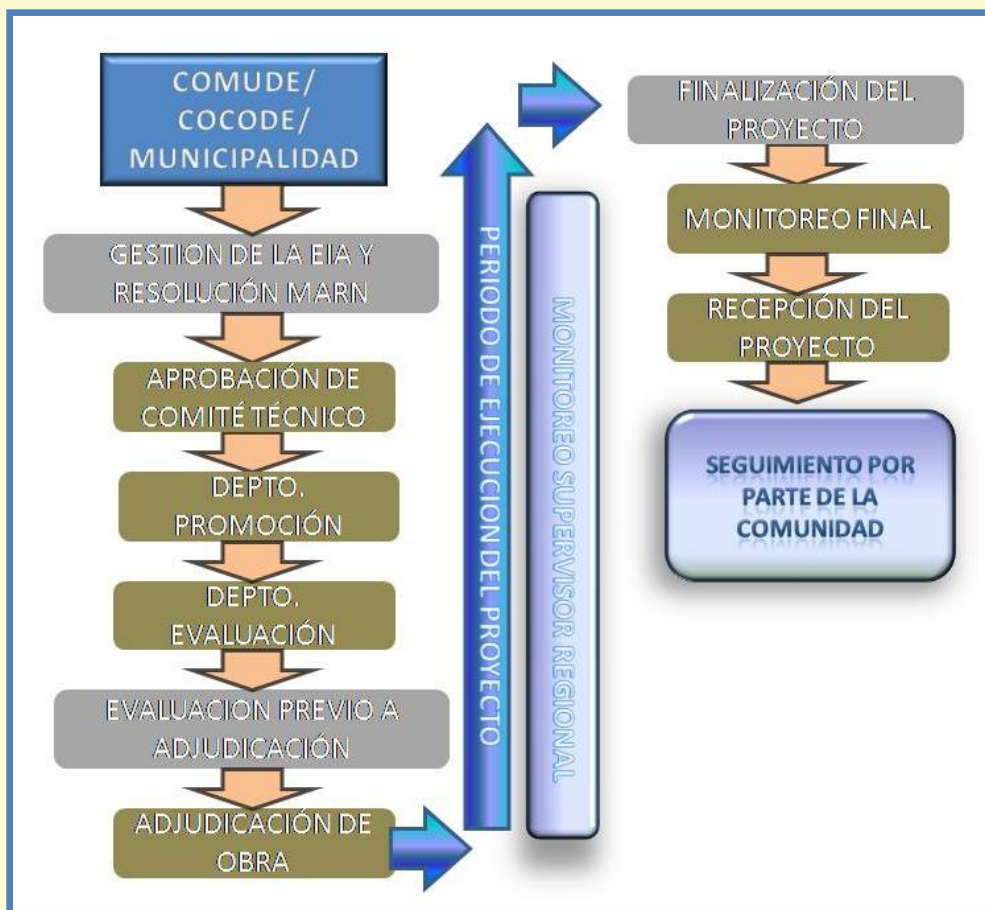 COMUDE/
COCODE/
MUNICIPALIDAD
GESTION DE LA EIA Y
RESOLUCIÓN MARN
APROBACIÓN DE
COMITÉ TÉCNICO
DEPTO.
PROMOCIÓN
DEPTO.
EVALUACIÓN
EVALUACION PREVIO A
ADJUDICACIÓN
ADJUDICACIÓN DE
OBRA
PERIODO DE EJECUCION DEL PROYECTO
MONITOREO SUPERVISOR REGIONAL
FINALIZACIÓN DEL
PROYECTO
MONITOREO FINAL
RECEPCIÓN DEL
PROYECTO
SEGUIMIENTO POR
PARTE DE LA
COMUNIDAD